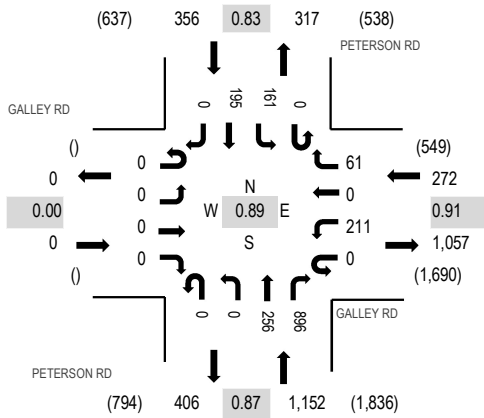 (637) 356 0.83 317 (538)
PETERSON RD
GALLEY RD
0 195 161 0
() 0 61 (549)
0 0 0 272
0.00 0 N 211 0.91
W 0.89 E
0 0 S 0 1,057
() (1,690)
0 0 256 896
GALLEY RD
PETERSON RD
(794) 406 0.87 1,152 (1,836)